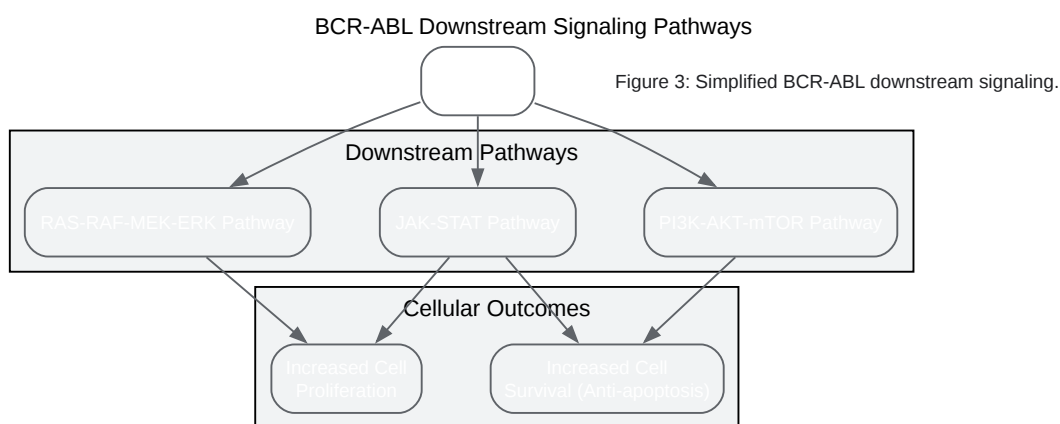 BCR-ABL Downstream Signaling Pathways
Figure 3: Simplified BCR-ABL downstream signaling.
Downstream Pathways
RAS-RAF-MEK-ERK Pathway
JAK-STAT Pathway
PI3K-AKT-mTOR Pathway
Cellular Outcomes
Increased Cell
Proliferation
Increased Cell
Survival (Anti-apoptosis)